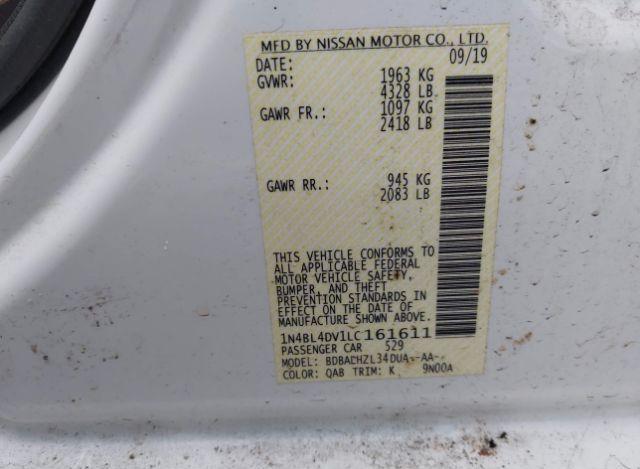 MFD BY NISSAN MOTOR CO., LTD.
DATE: 09/19
GVWR: 1963 KG
4328 LB
GAWR FR.: 1097 KG
2418 LB
GAWR RR.: 945 KG
2083 LB
THIS VEHICLE CONFORMS TO
ALL APPLICABLE FEDERAL
MOTOR VEHICLE SAFETY,
BUMPER, AND THEFT
PREVENTION STANDARDS IN
EFFECT ON THE DATE OF
MANUFACTURE SHOWN ABOVE.
1N4BL4DV1LC161611
PASSENGER CAR 529
MODEL: -AA-
COLOR: QAB TRIM: K 9N00A